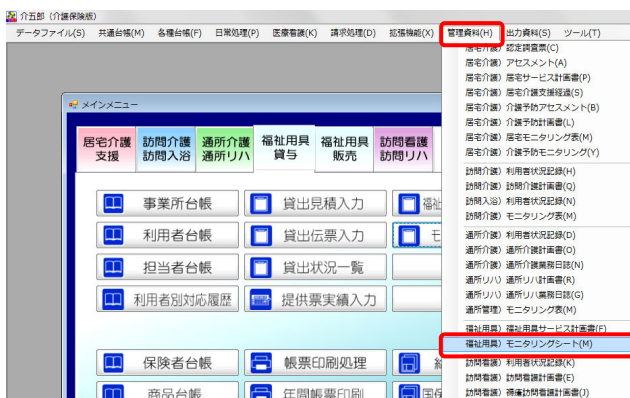 介五郎（介護保険版）
データファイル(S) 共通台帳(M) 各種台帳(F) 日常処理(P) 医療看護(K) 請求処理(D) 拡張機能(X) 管理資料(H) 出力資料(S) ツール(T)
居宅介護）認定調査票(C)
居宅介護）アセスメント(A)
居宅介護）居宅サービス計画書(P)
居宅介護）居宅介護支援経過(S)
居宅介護）介護予防アセスメント(B)
居宅介護）介護予防計画書(L)
居宅介護）居宅モニタリング表(M)
居宅介護）介護予防モニタリング(Y)
訪問介護）利用者状況記録(H)
訪問介護）訪問介護計画書(Q)
訪問入浴）利用者状況記録(N)
訪問介護）モニタリング表(M)
通所介護）利用者状況記録(D)
通所介護）通所介護計画書(O)
通所介護）通所介護業務日誌(N)
通所リハ）通所リハ計画書(R)
通所リハ）通所リハ業務日誌(G)
通所管理）モニタリング表(M)
福祉用具）福祉用具サービス計画書(F)
福祉用具）モニタリングシート(M)
訪問看護）利用者状況記録(K)
訪問看護）訪問看護計画書(E)
訪問看護）褥瘡訪問看護計画書(J)
メインメニュー
居宅介護支援 訪問介護訪問入浴 通所介護通所リハ 福祉用具貸与 福祉用具販売 訪問看護訪問リハ
事業所台帳 貸出見積入力 福祉
利用者台帳 貸出伝票入力 モ
担当者台帳 貸出状況一覧
利用者別対応履歴 提供票実績入力
保険者台帳 帳票印刷処理
商品台帳 年間帳票印刷 国保